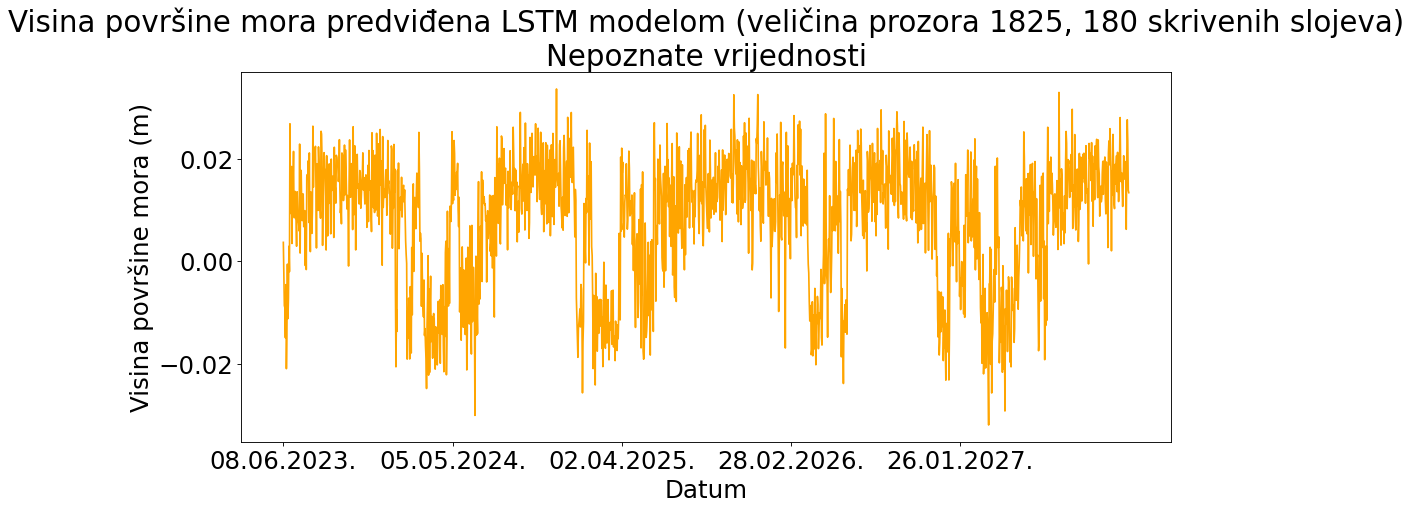 Visina površine mora predviđena LSTM modelom (veličina prozora 1825, 180 skrivenih slojeva)
Nepoznate vrijednosti
Visina površine mora (m)
0.02
0.00
−0.02
08.06.2023. 05.05.2024. 02.04.2025. 28.02.2026. 26.01.2027.
Datum